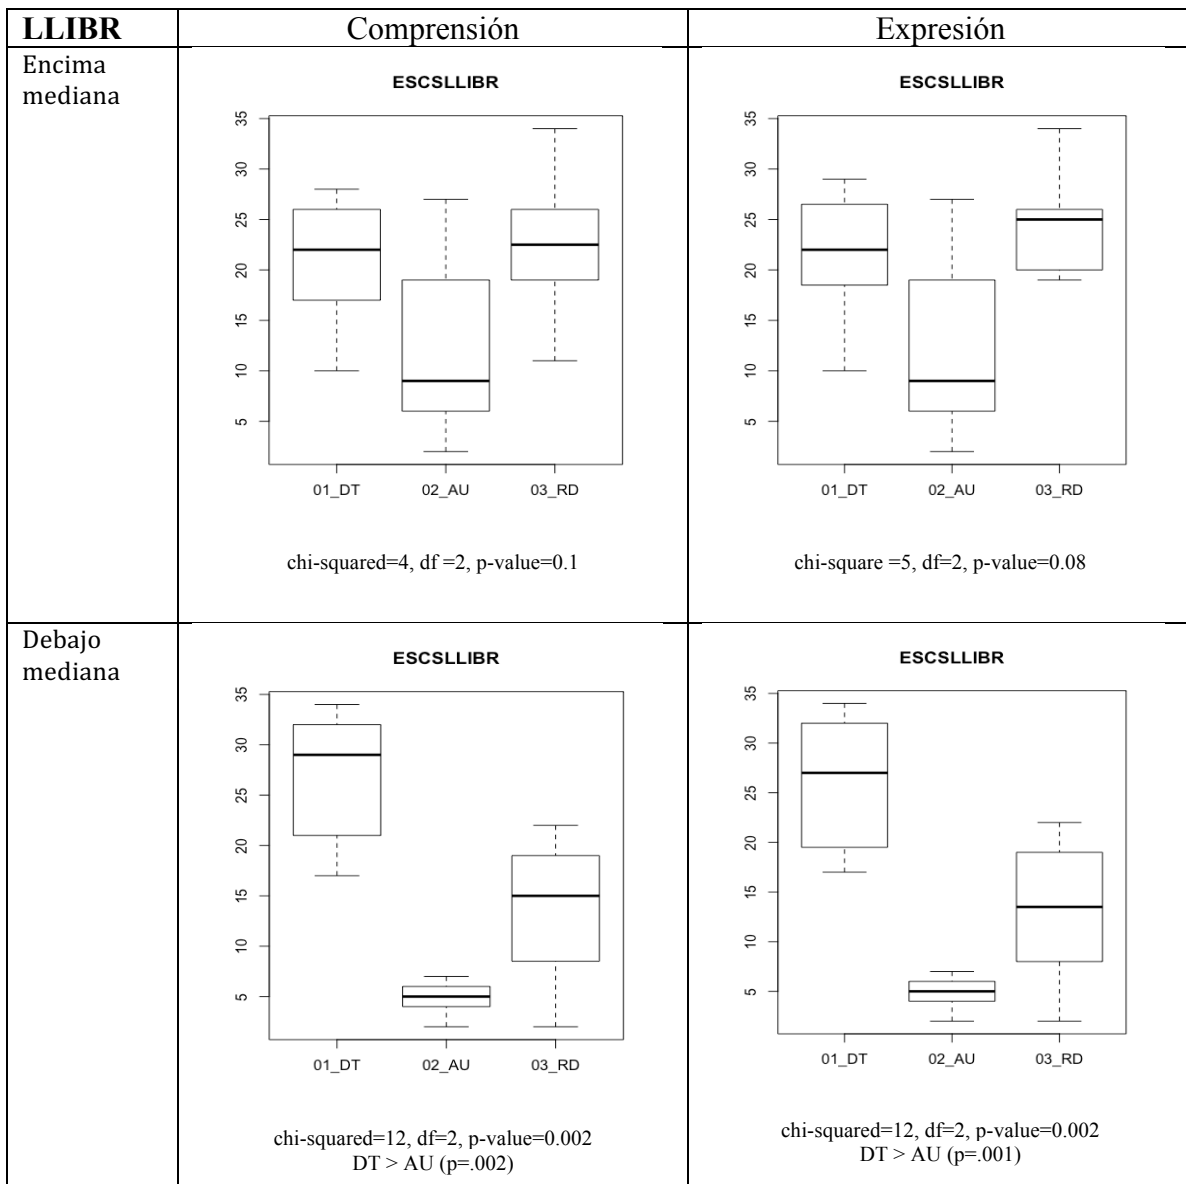 LLIBR Comprensión Expresión
Encima
mediana
ESCSLLIBR
35
30
25
20
15
10
5
01_DT 02_AU 03_RD
chi-squared=4, df =2, p-value=0.1
ESCSLLIBR
35
30
25
20
15
10
5
01_DT 02_AU 03_RD
chi-square =5, df=2, p-value=0.08
Debajo
mediana
ESCSLLIBR
35
30
25
20
15
10
5
01_DT 02_AU 03_RD
chi-squared=12, df=2, p-value=0.002
DT > AU (p=.002)
ESCSLLIBR
35
30
25
20
15
10
5
01_DT 02_AU 03_RD
chi-squared=12, df=2, p-value=0.002
DT > AU (p=.001)